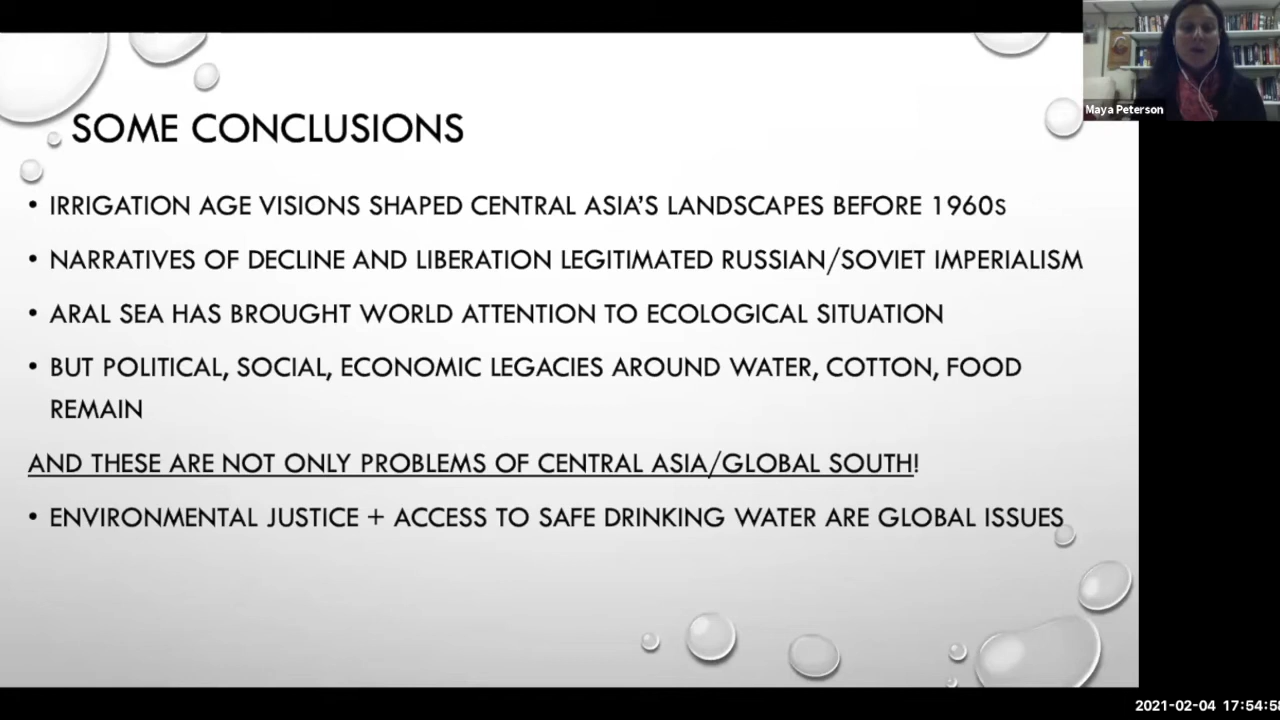 Maya Peterson
SOME CONCLUSIONS
• IRRIGATION AGE VISIONS SHAPED CENTRAL ASIA'S LANDSCAPES BEFORE 1960S
• NARRATIVES OF DECLINE AND LIBERATION LEGITIMATED RUSSIAN/SOVIET IMPERIALISM
• ARAL SEA HAS BROUGHT WORLD ATTENTION TO ECOLOGICAL SITUATION
• BUT POLITICAL, SOCIAL, ECONOMIC LEGACIES AROUND WATER, COTTON, FOOD
REMAIN
AND THESE ARE NOT ONLY PROBLEMS OF CENTRAL ASIA/GLOBAL SOUTH!
• ENVIRONMENTAL JUSTICE + ACCESS TO SAFE DRINKING WATER ARE GLOBAL ISSUES
2021-02-04 17:54:5